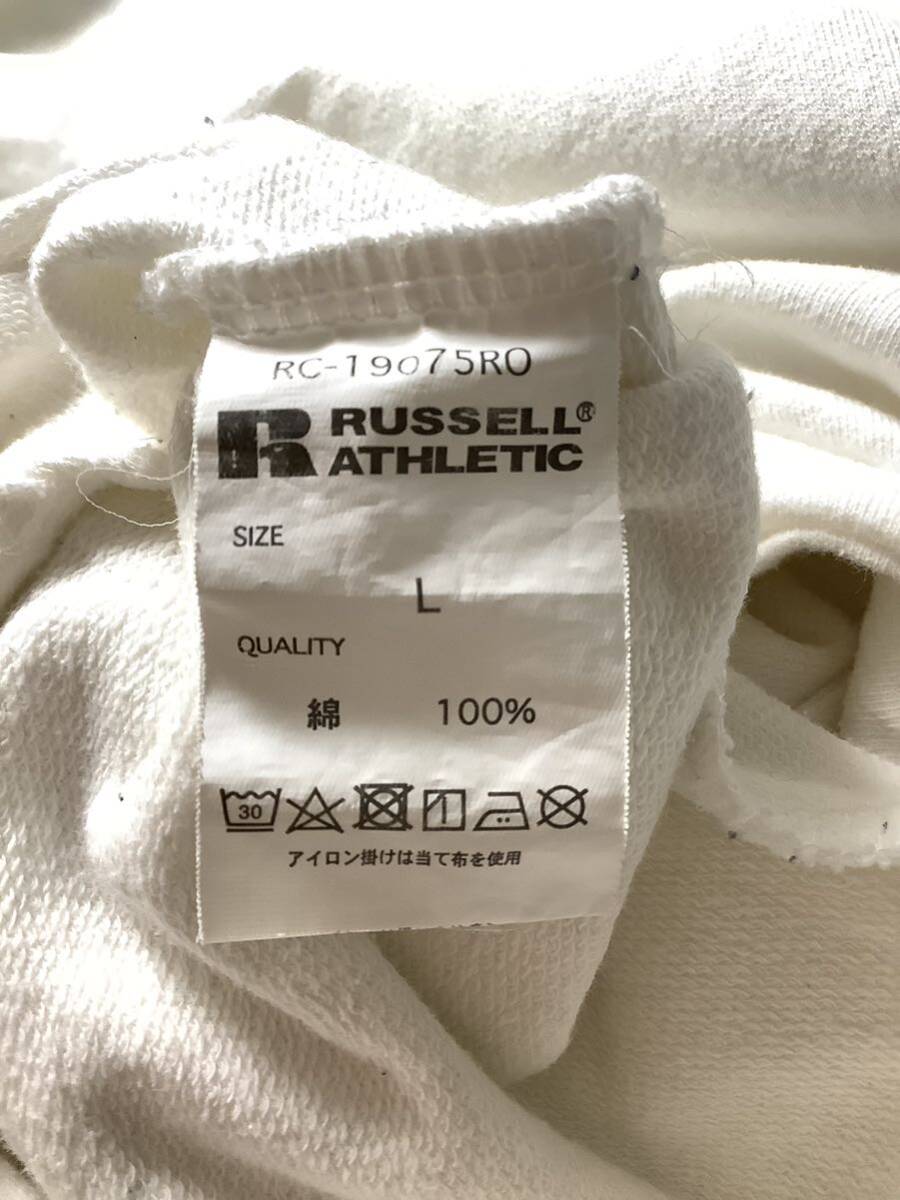 RC-19075RO
R RUSSELL®
ATHLETIC
SIZE
L
QUALITY
綿 100%
30
アイロン掛けは当て布を使用